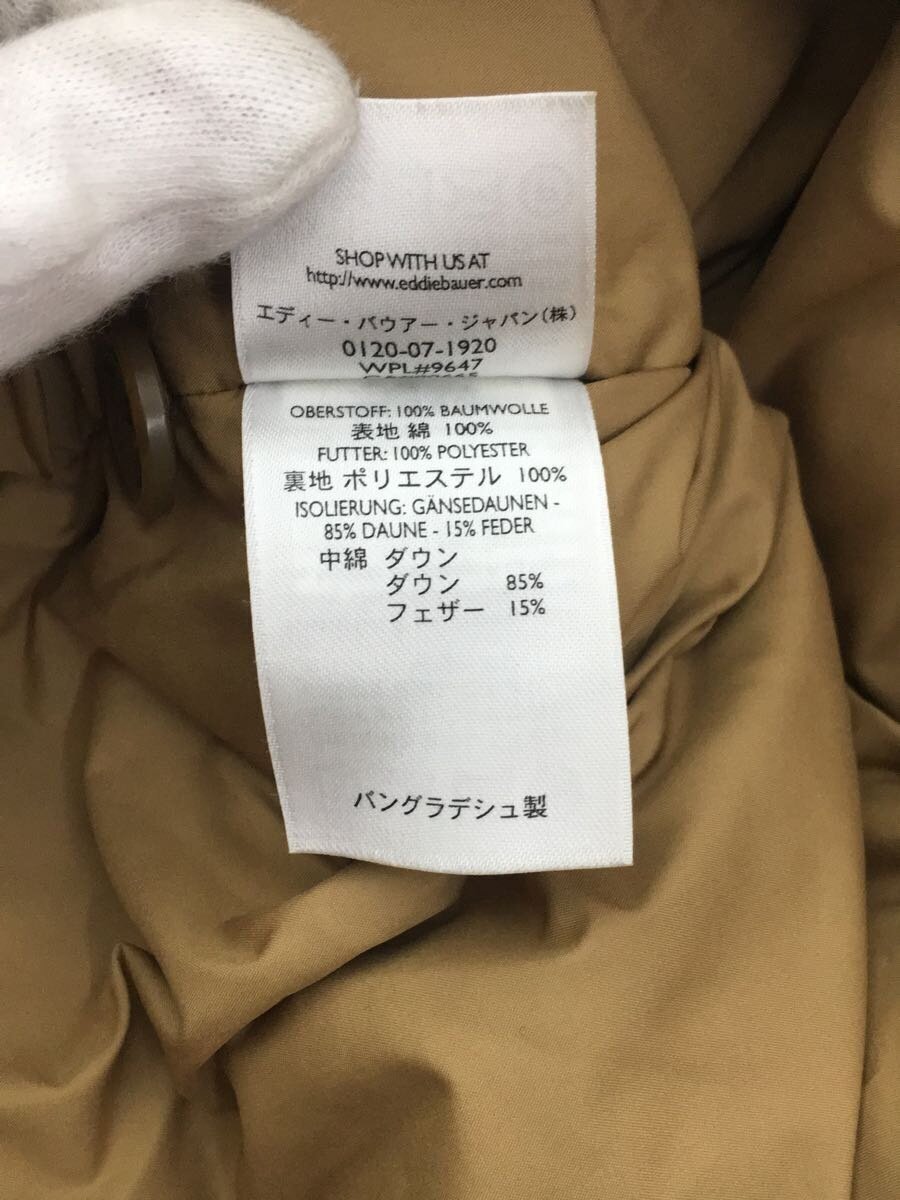 SHOP WITH US AT
http://www.eddiebauer.com
エディー・バウアー・ジャパン(株)
0120-07-1920
WPL#9647
OBERSTOFF: 100% BAUMWOLLE
表地 綿 100%
FUTTER: 100% POLYESTER
裏地 ポリエステル 100%
ISOLIERUNG: GÄNSEDAUNEN -
85% DAUNE - 15% FEDER
中綿 ダウン
ダウン 85%
フェザー 15%
バングラデシュ製